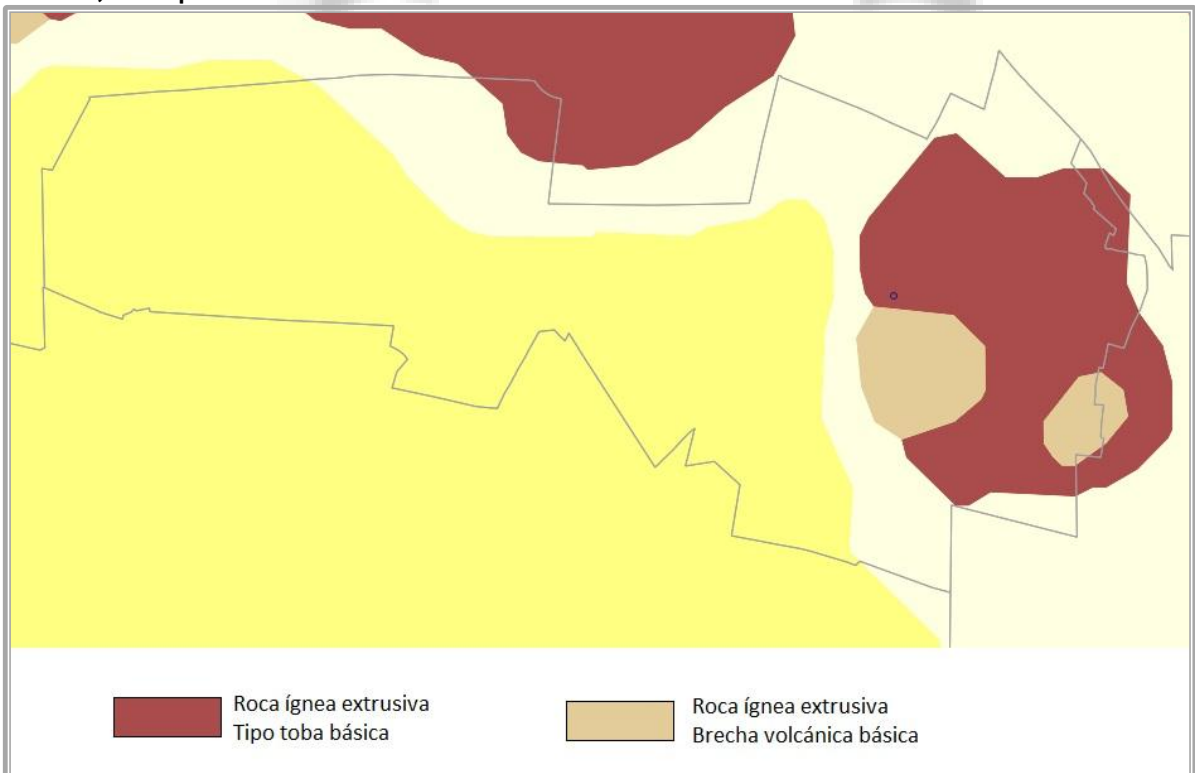 Roca ígnea extrusiva
Tipo toba básica
Roca ígnea extrusiva
Brecha volcánica básica